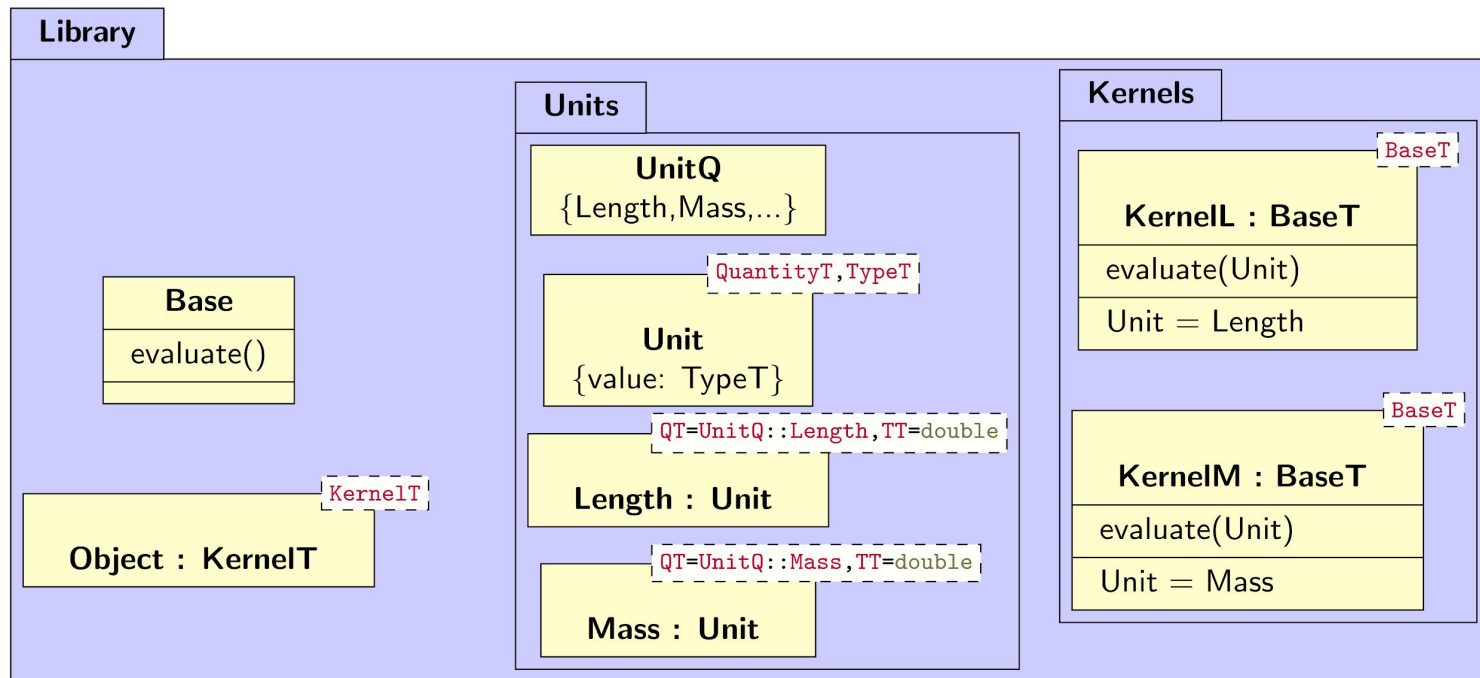 Library
Base
evaluate()
KernelT
Object : KernelT
Units
UnitQ
{Length,Mass,...}
QuantityT,TypeT
Unit
{value: TypeT}
QT=UnitQ::Length,TT=double
Length : Unit
QT=UnitQ::Mass,TT=double
Mass : Unit
Kernels
BaseT
KernelL : BaseT
evaluate(Unit)
Unit = Length
BaseT
KernelM : BaseT
evaluate(Unit)
Unit = Mass